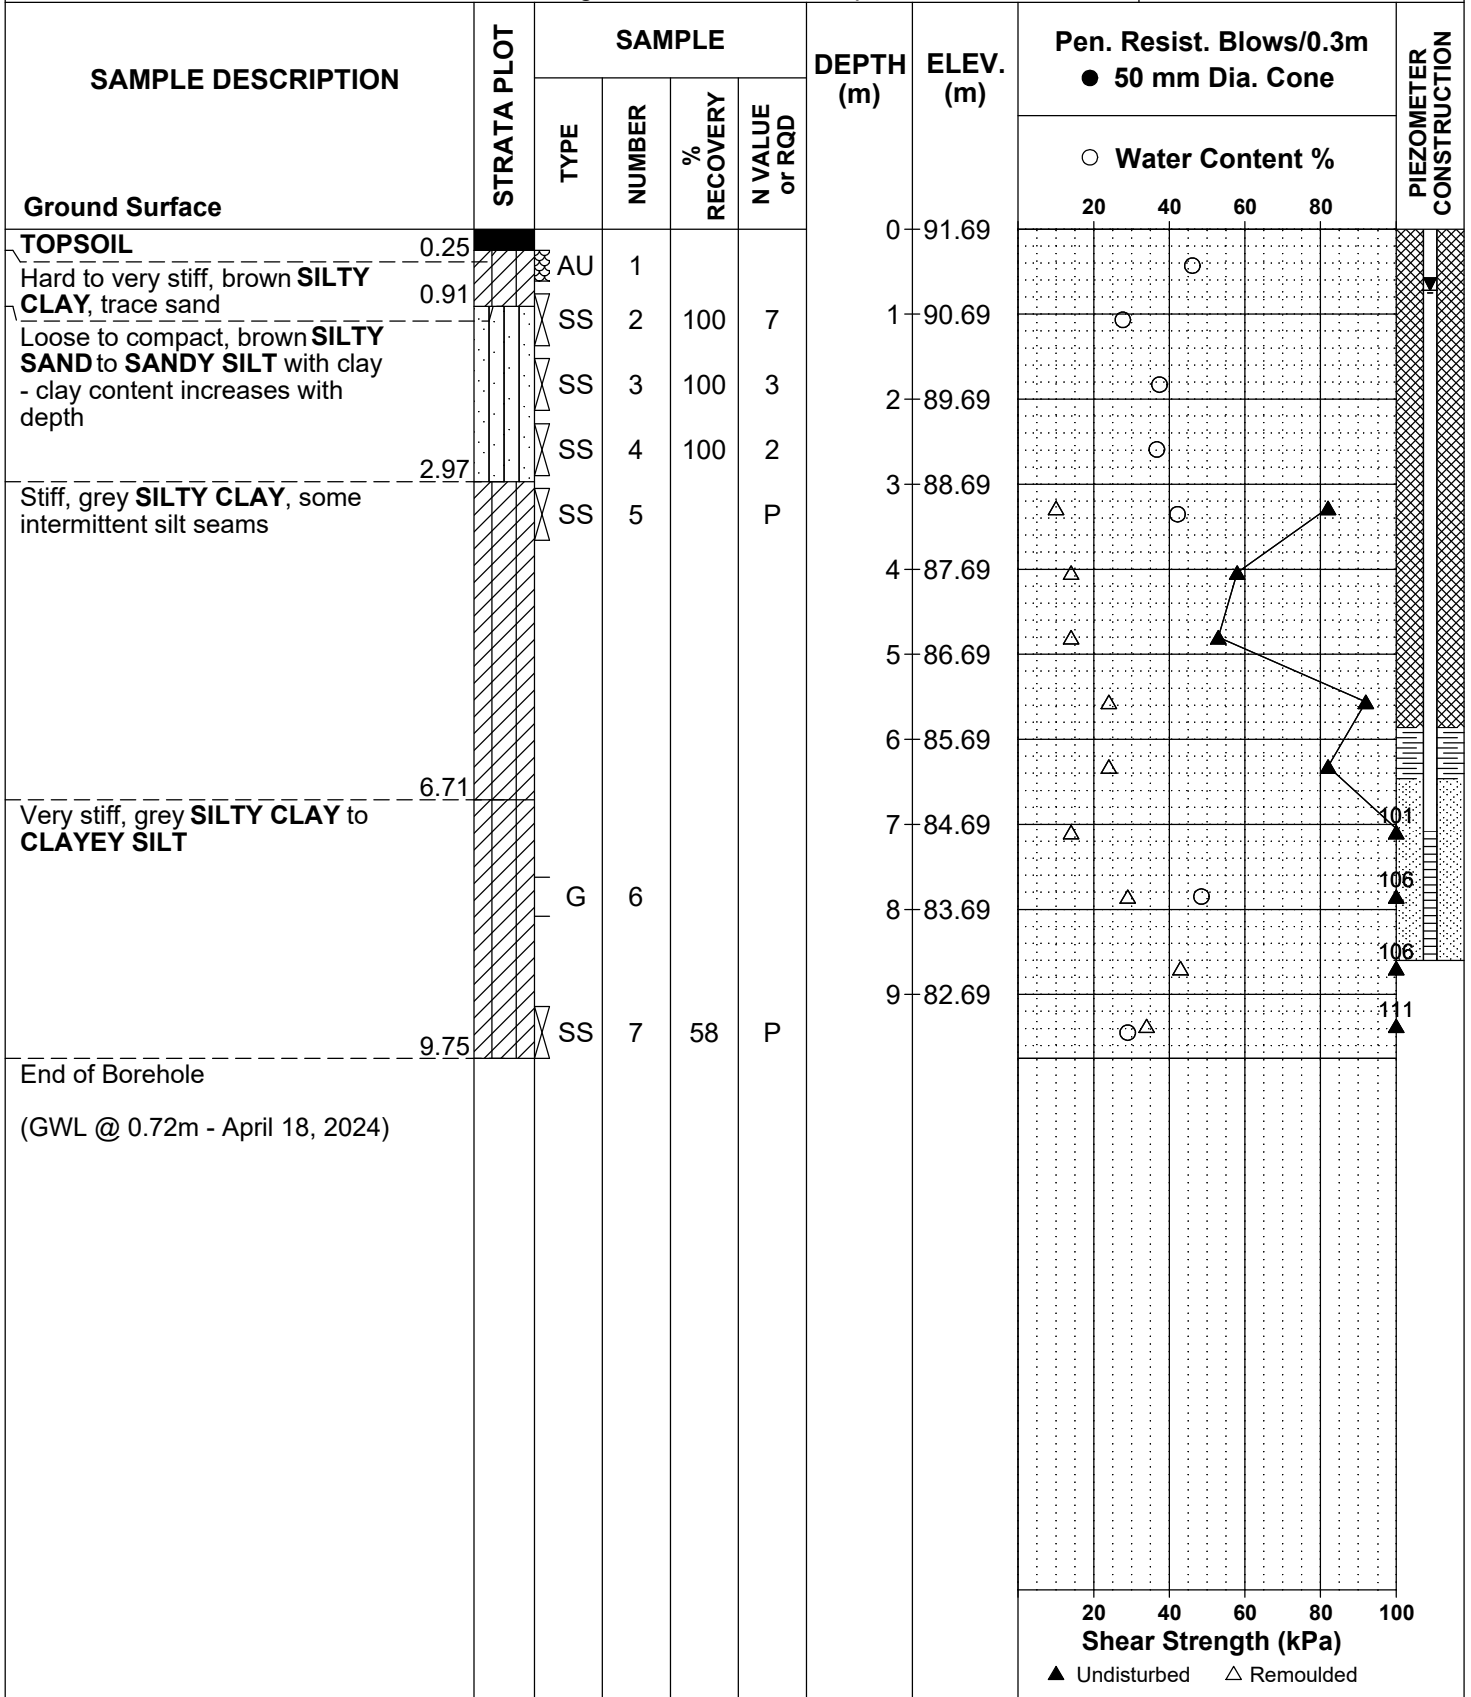 SAMPLE DESCRIPTION
STRATA PLOT
SAMPLE
TYPE
NUMBER
%
RECOVERY
N VALUE
or RQD
DEPTH
(m)
ELEV.
(m)
Pen. Resist. Blows/0.3m
● 50 mm Dia. Cone
○ Water Content %
20 40 60 80
PIEZOMETER
CONSTRUCTION
Ground Surface
0 91.69
TOPSOIL 0.25
AU 1
Hard to very stiff, brown SILTY
CLAY, trace sand 0.91
SS 2 100 7
1 90.69
Loose to compact, brown SILTY
SAND to SANDY SILT with clay
- clay content increases with
depth
SS 3 100 3
2 89.69
SS 4 100 2
2.97
3 88.69
Stiff, grey SILTY CLAY, some
intermittent silt seams
SS 5 P
4 87.69
5 86.69
6 85.69
6.71
Very stiff, grey SILTY CLAY to
CLAYEY SILT
7 84.69
101
G 6
106
8 83.69
106
9 82.69
111
SS 7 58 P
9.75
End of Borehole
(GWL @ 0.72m - April 18, 2024)
20 40 60 80 100
Shear Strength (kPa)
▲ Undisturbed △ Remoulded